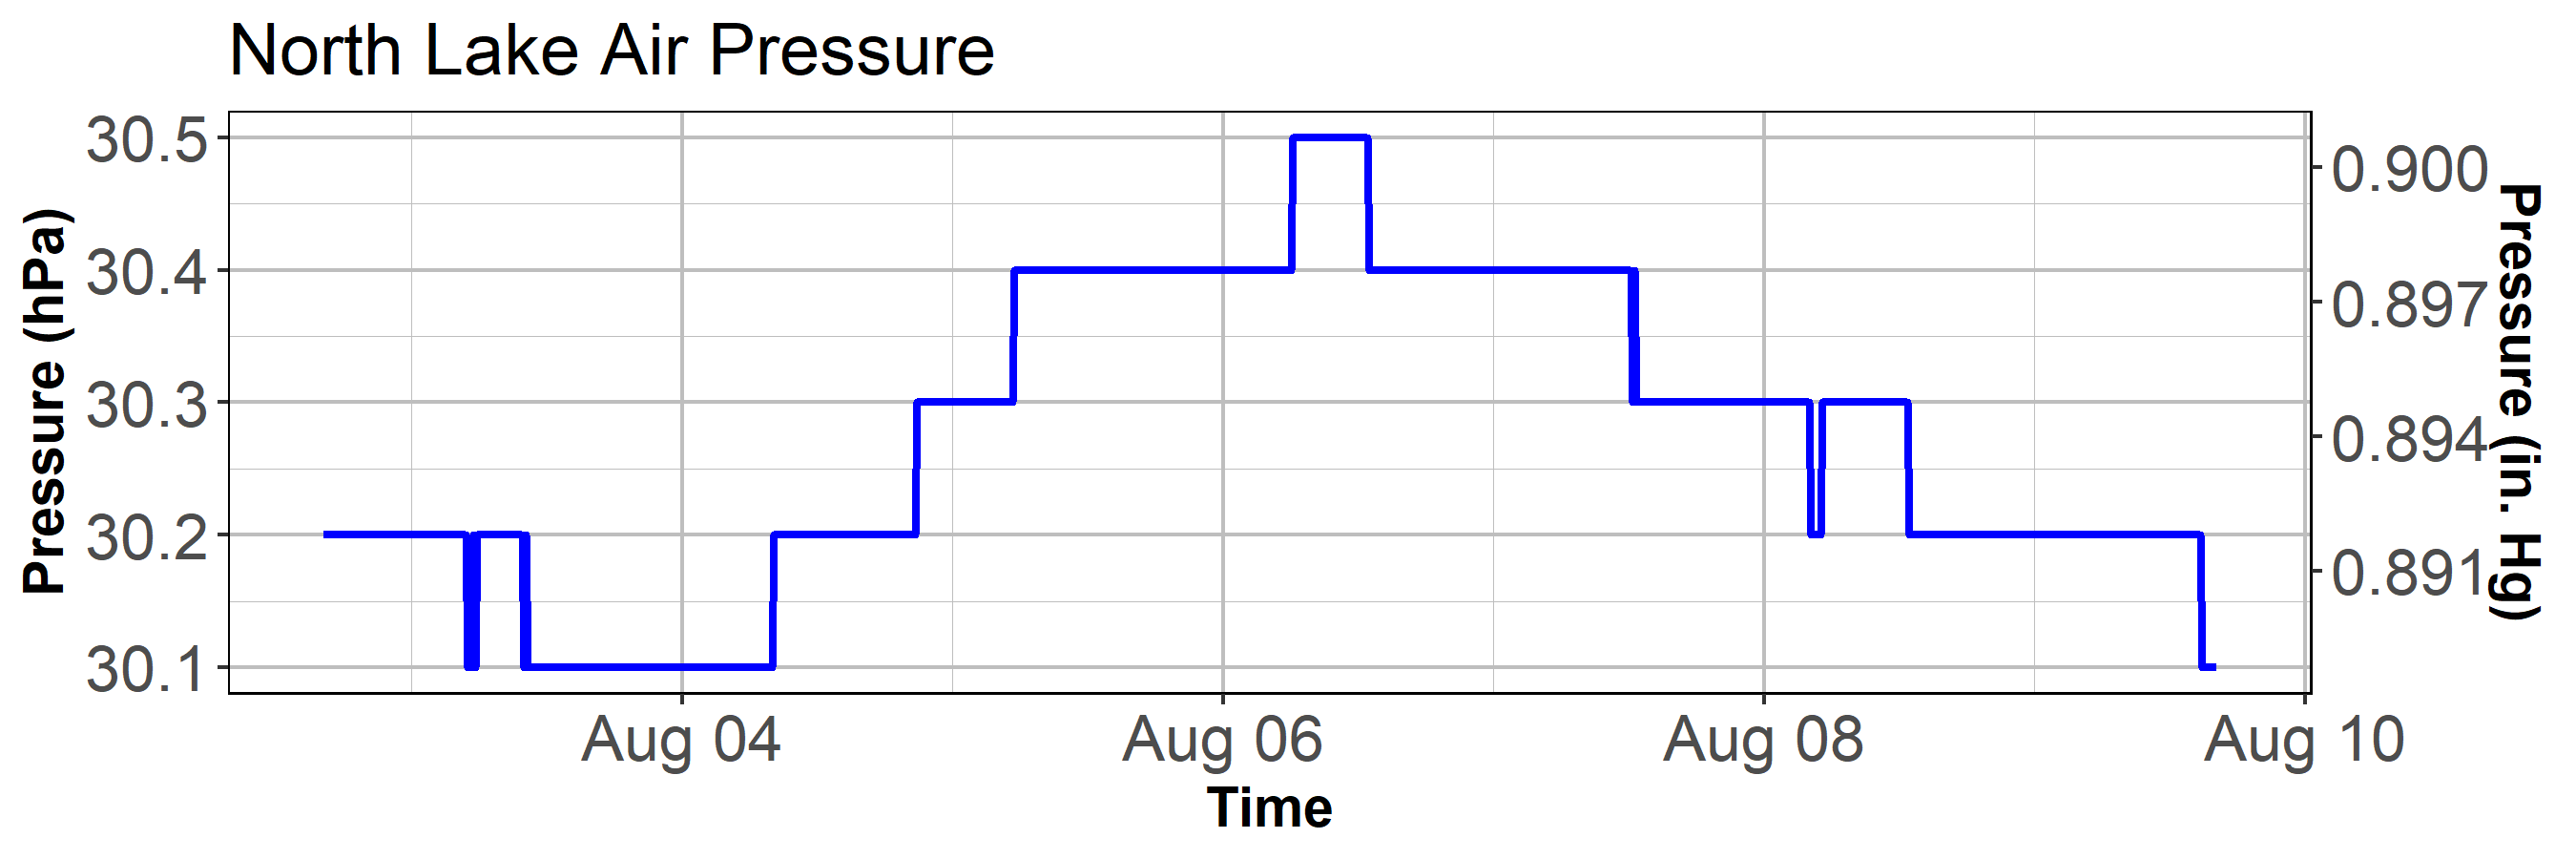 North Lake Air Pressure
Pressure (hPa)
30.5
30.4
30.3
30.2
30.1
0.900
0.897
0.894
0.891
Pressure (in. Hg)
Aug 04
Aug 06
Aug 08
Aug 10
Time